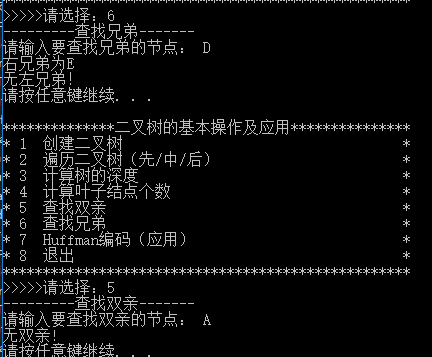 >>>>>请选择：6
---------查找兄弟-------
请输入要查找兄弟的节点： D
右兄弟为E
无左兄弟!
请按任意键继续. . .
**************二叉树的基本操作及应用***************
* 1  创建二叉树 *
* 2  遍历二叉树（先/中/后） *
* 3  计算树的深度 *
* 4  计算叶子结点个数 *
* 5  查找双亲 *
* 6  查找兄弟 *
* 7  Huffman编码（应用） *
* 8  退出 *
***************************************************
>>>>>请选择：5
---------查找双亲-------
请输入要查找双亲的节点： A
无双亲!
请按任意键继续. . .